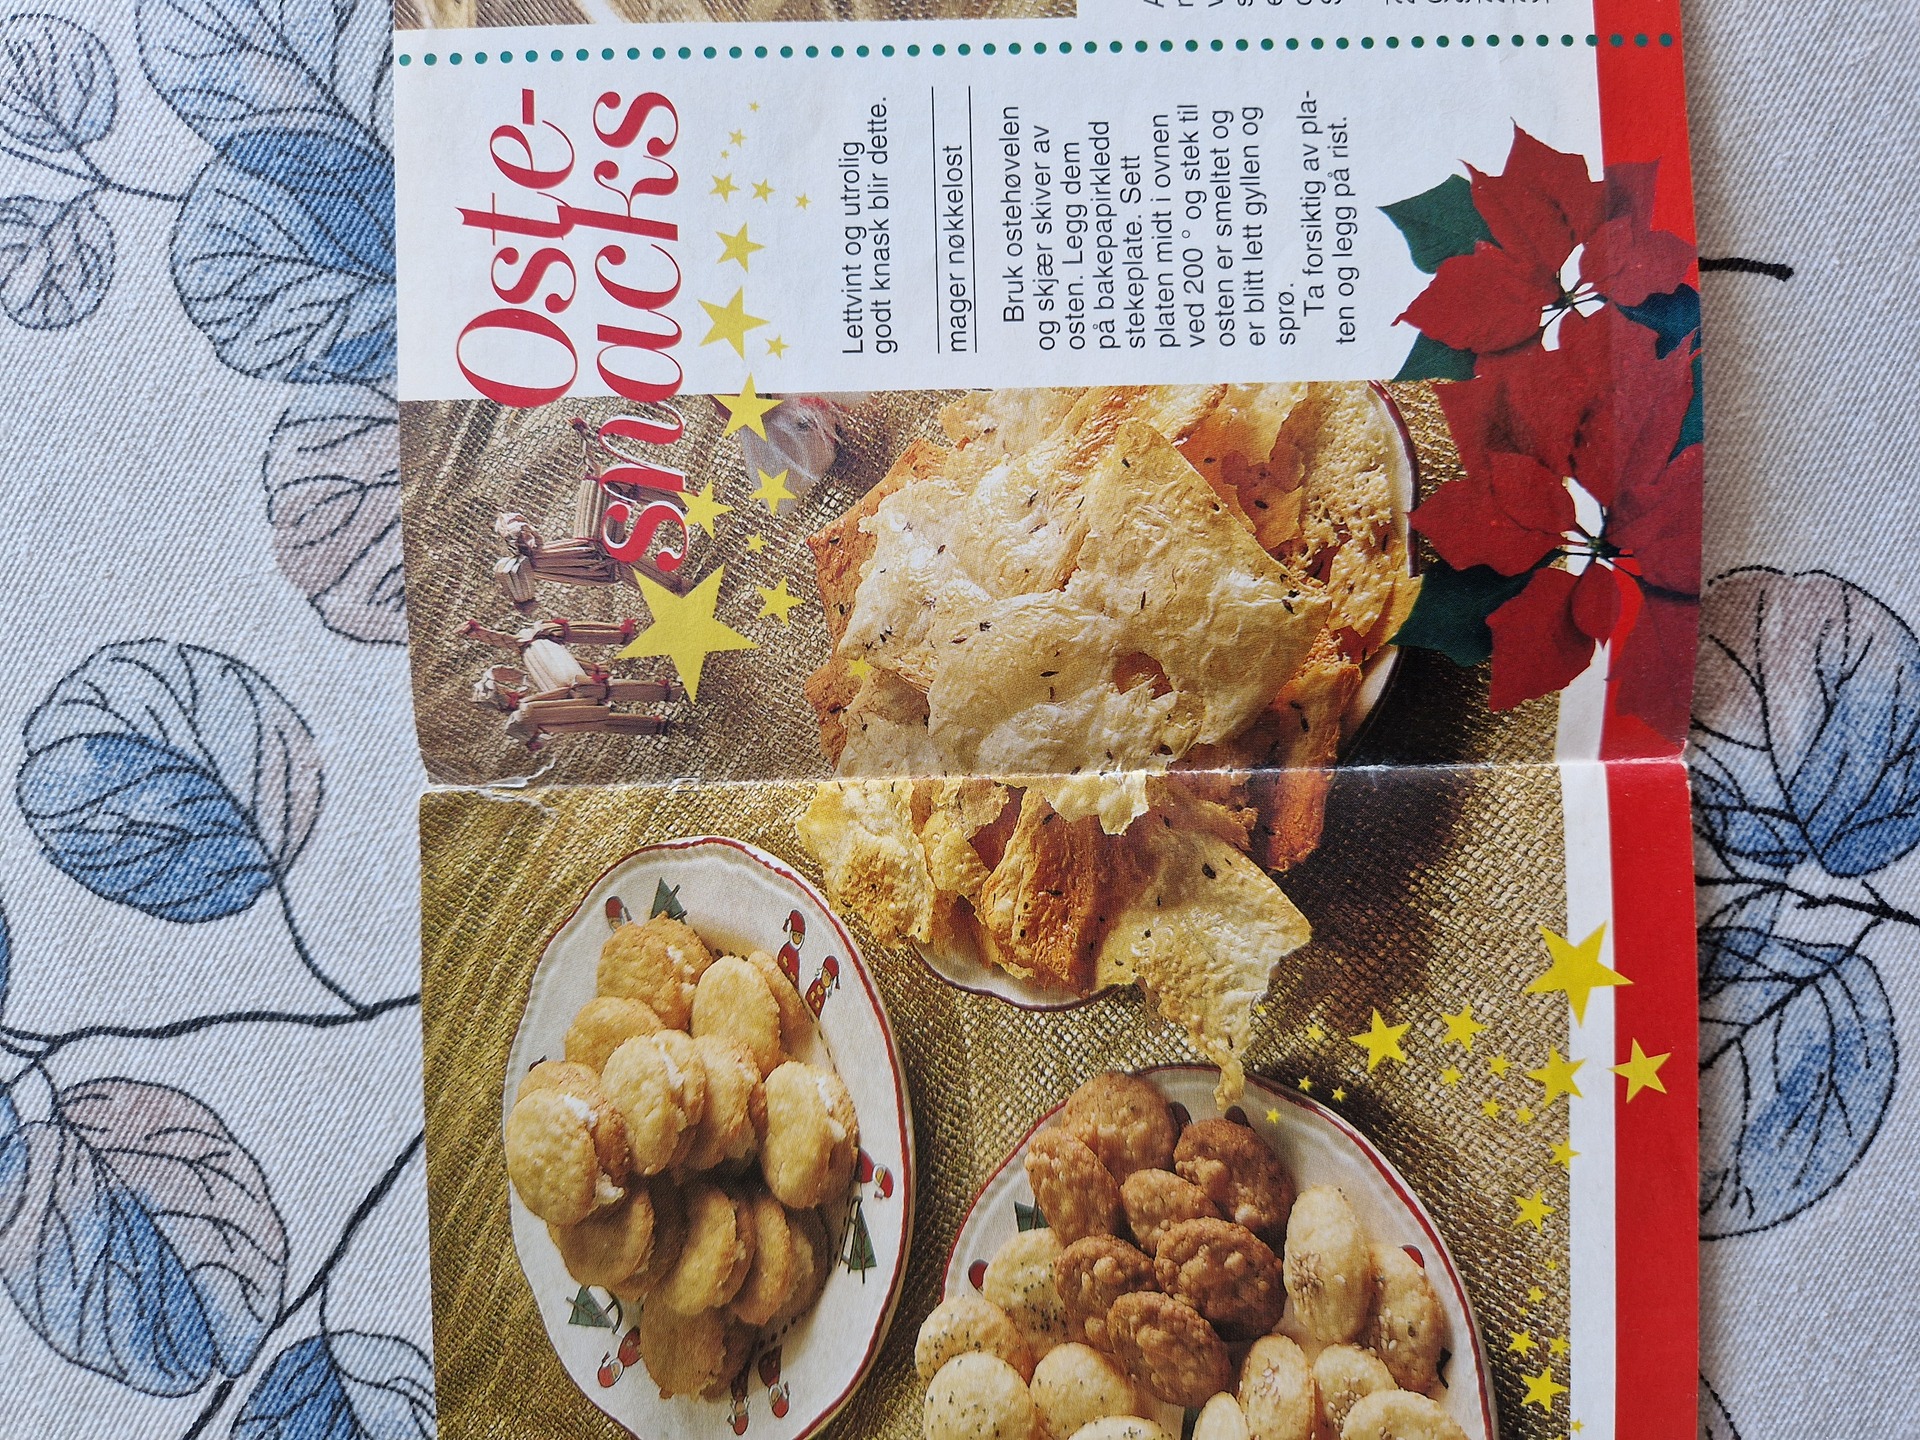 Oste-
snacks
Lettvint og utrolig
godt knask blir dette.
mager nøkkelost
Bruk ostehøvelen
og skjær skiver av
osten. Legg dem
på bakepapirkledd
stekeplate. Sett
platen midt i ovnen
ved 200 ° og stek til
osten er smeltet og
er blitt lett gyllen og
sprø.
Ta forsiktig av pla-
ten og legg på rist.